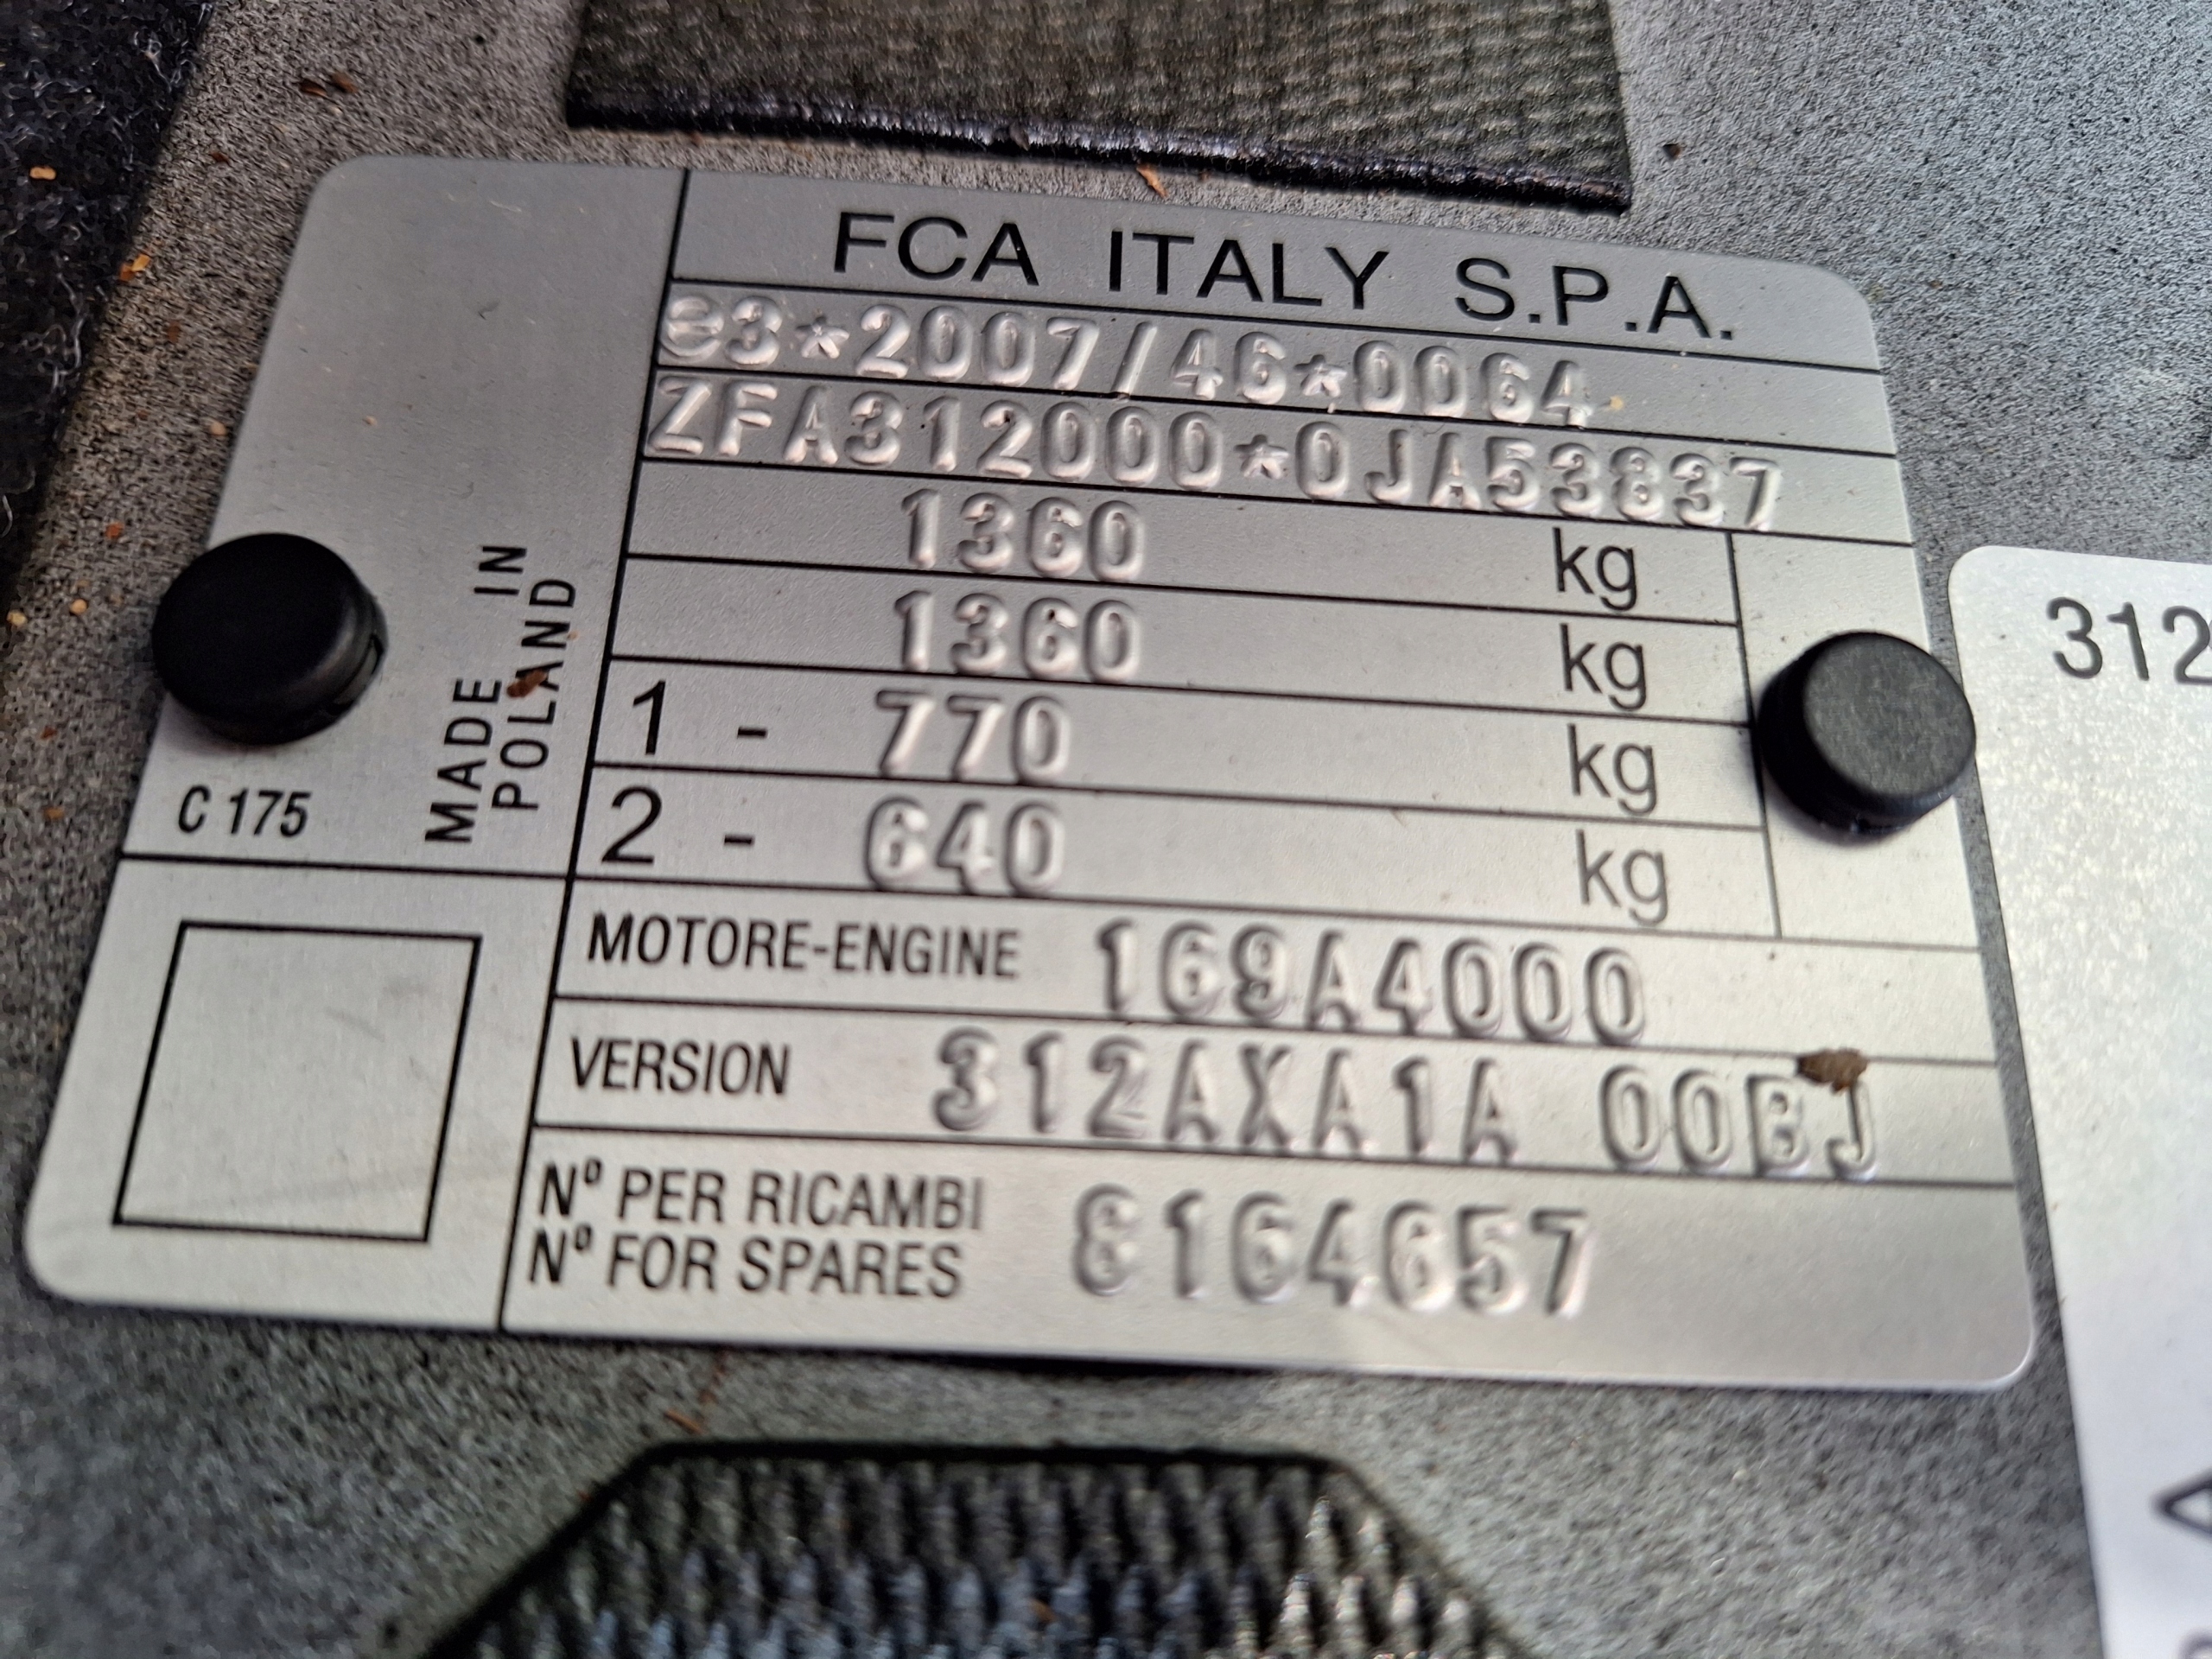 FCA ITALY S.P.A.
e3*2007/46*0064
ZFA312000*0JA53837
1360 kg
1360 kg
1 - 770 kg
2 - 640 kg
MOTORE-ENGINE 169A4000
VERSION 312AXA1A 00BJ
Nº PER RICAMBI
Nº FOR SPARES 8164657
MADE IN
POLAND
C 175
312